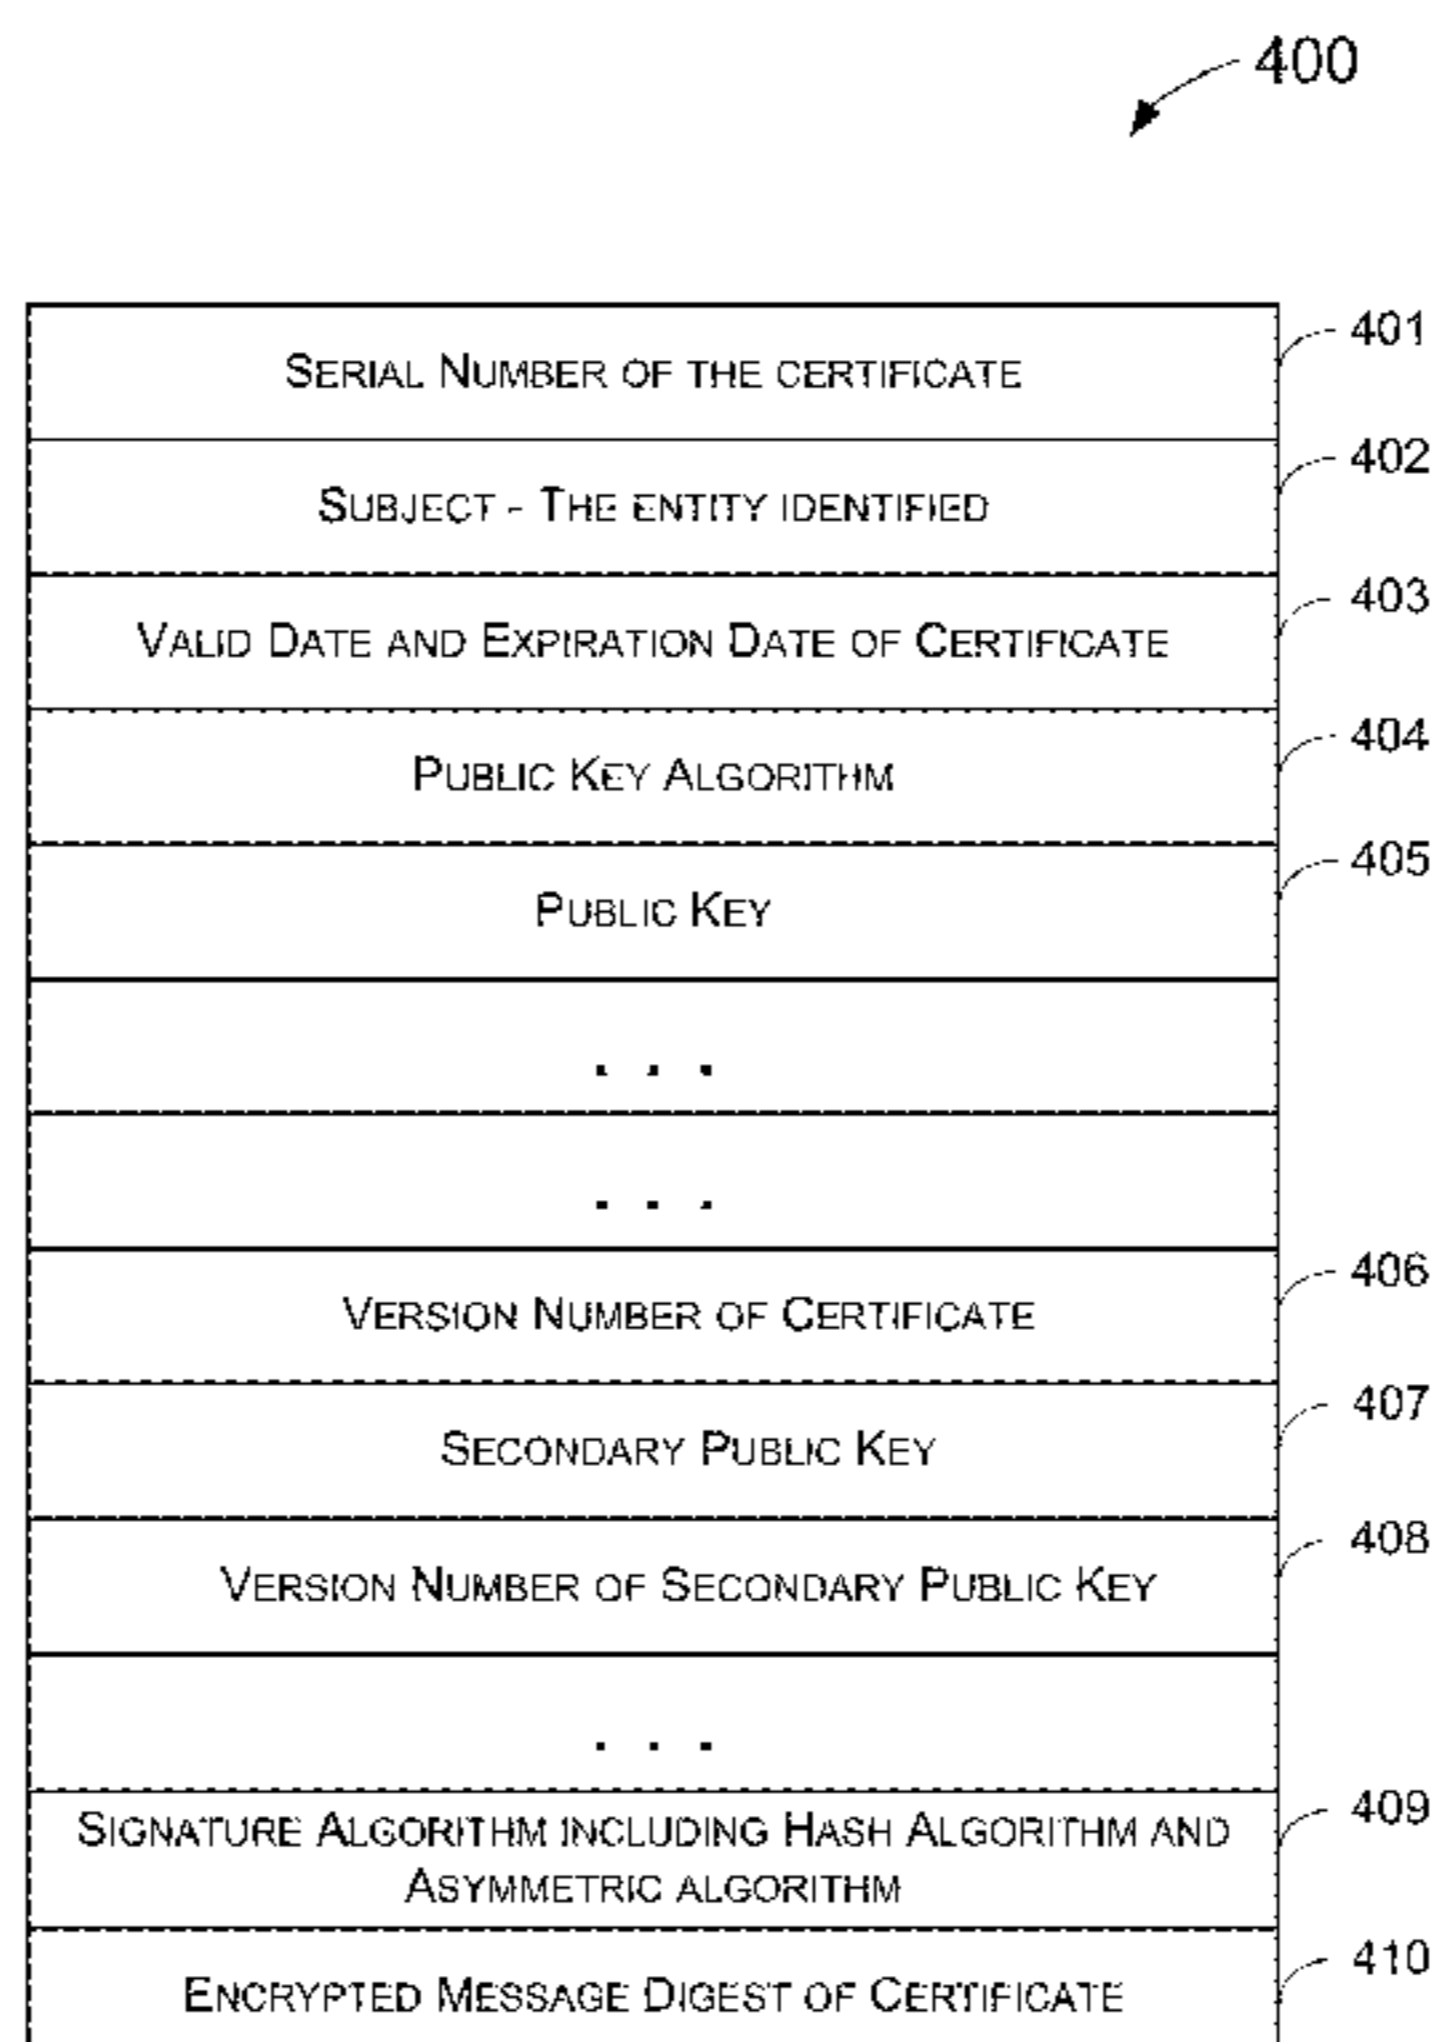 400
SERIAL NUMBER OF THE CERTIFICATE 401
SUBJECT - THE ENTITY IDENTIFIED 402
VALID DATE AND EXPIRATION DATE OF CERTIFICATE 403
PUBLIC KEY ALGORITHM 404
PUBLIC KEY 405
. . .
. . .
VERSION NUMBER OF CERTIFICATE 406
SECONDARY PUBLIC KEY 407
VERSION NUMBER OF SECONDARY PUBLIC KEY 408
. . .
SIGNATURE ALGORITHM INCLUDING HASH ALGORITHM AND 409
ASYMMETRIC ALGORITHM
ENCRYPTED MESSAGE DIGEST OF CERTIFICATE 410